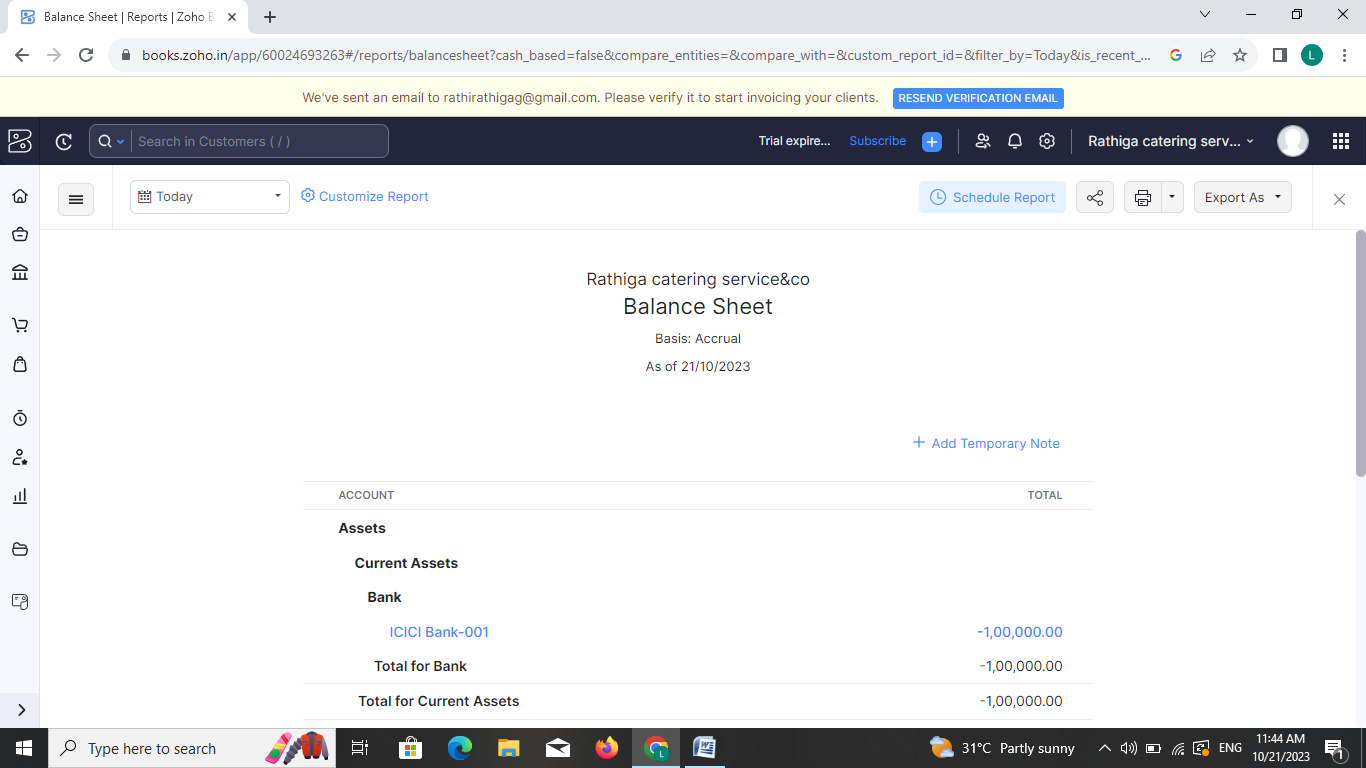 Balance Sheet | Reports | Zoho B
books.zoho.in/app/60024693263#/reports/balancesheet?cash_based=false&compare_entities=&compare_with=&custom_report_id=&filter_by=Today&is_recent_...
L
We've sent an email to rathirathigag@gmail.com. Please verify it to start invoicing your clients. RESEND VERIFICATION EMAIL
Search in Customers ( / )
Trial expire... Subscribe
Rathiga catering serv...
Today
Customize Report
Schedule Report
Export As
Rathiga catering service&co
Balance Sheet
Basis: Accrual
As of 21/10/2023
+ Add Temporary Note
ACCOUNT TOTAL
Assets
Current Assets
Bank
ICICI Bank-001 -1,00,000.00
Total for Bank -1,00,000.00
Total for Current Assets -1,00,000.00
Type here to search
31°C Partly sunny
ENG
11:44 AM
10/21/2023
1